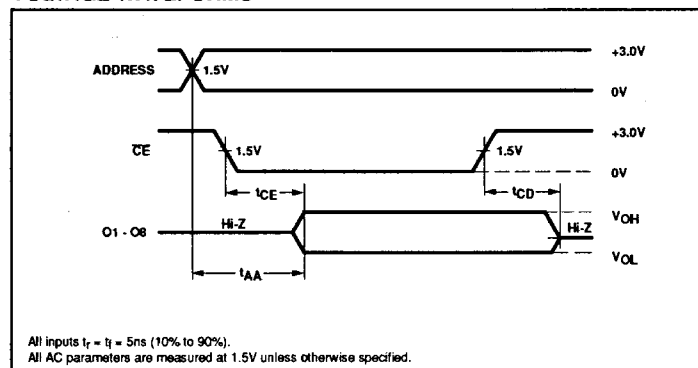 ADDRESS
1.5V
+3.0V
0V
CE
1.5V
1.5V
+3.0V
0V
tCE
tCD
O1 - O8
Hi-Z
Hi-Z
VOH
VOL
tAA
All inputs tr = tf = 5ns (10% to 90%).
All AC parameters are measured at 1.5V unless otherwise specified.